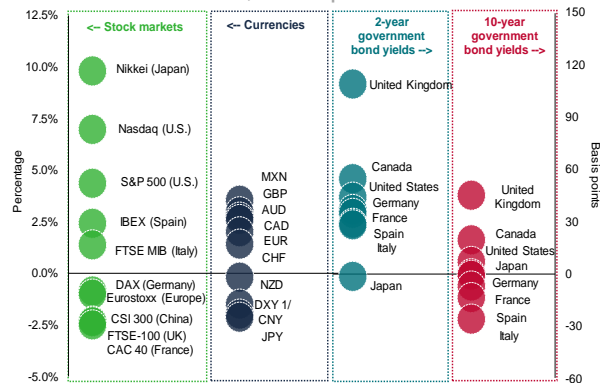 12.5%
10.0%
7.5%
5.0%
2.5%
0.0%
-2.5%
-5.0%
Percentage
<-- Stock markets
Nikkei (Japan)
Nasdaq (U.S.)
S&P 500 (U.S.)
IBEX (Spain)
FTSE MIB (Italy)
DAX (Germany)
Eurostoxx (Europe)
CSI 300 (China)
FTSE-100 (UK)
CAC 40 (France)
<-- Currencies
MXN
GBP
AUD
CAD
EUR
CHF
NZD
DXY 1/
CNY
JPY
2-year
government
bond yields -->
United Kingdom
Canada
United States
Germany
France
Spain
Italy
Japan
10-year
government
bond yields -->
United
Kingdom
Canada
United States
Japan
Germany
France
Spain
Italy
150
120
90
60
30
0
-30
-60
Basis points